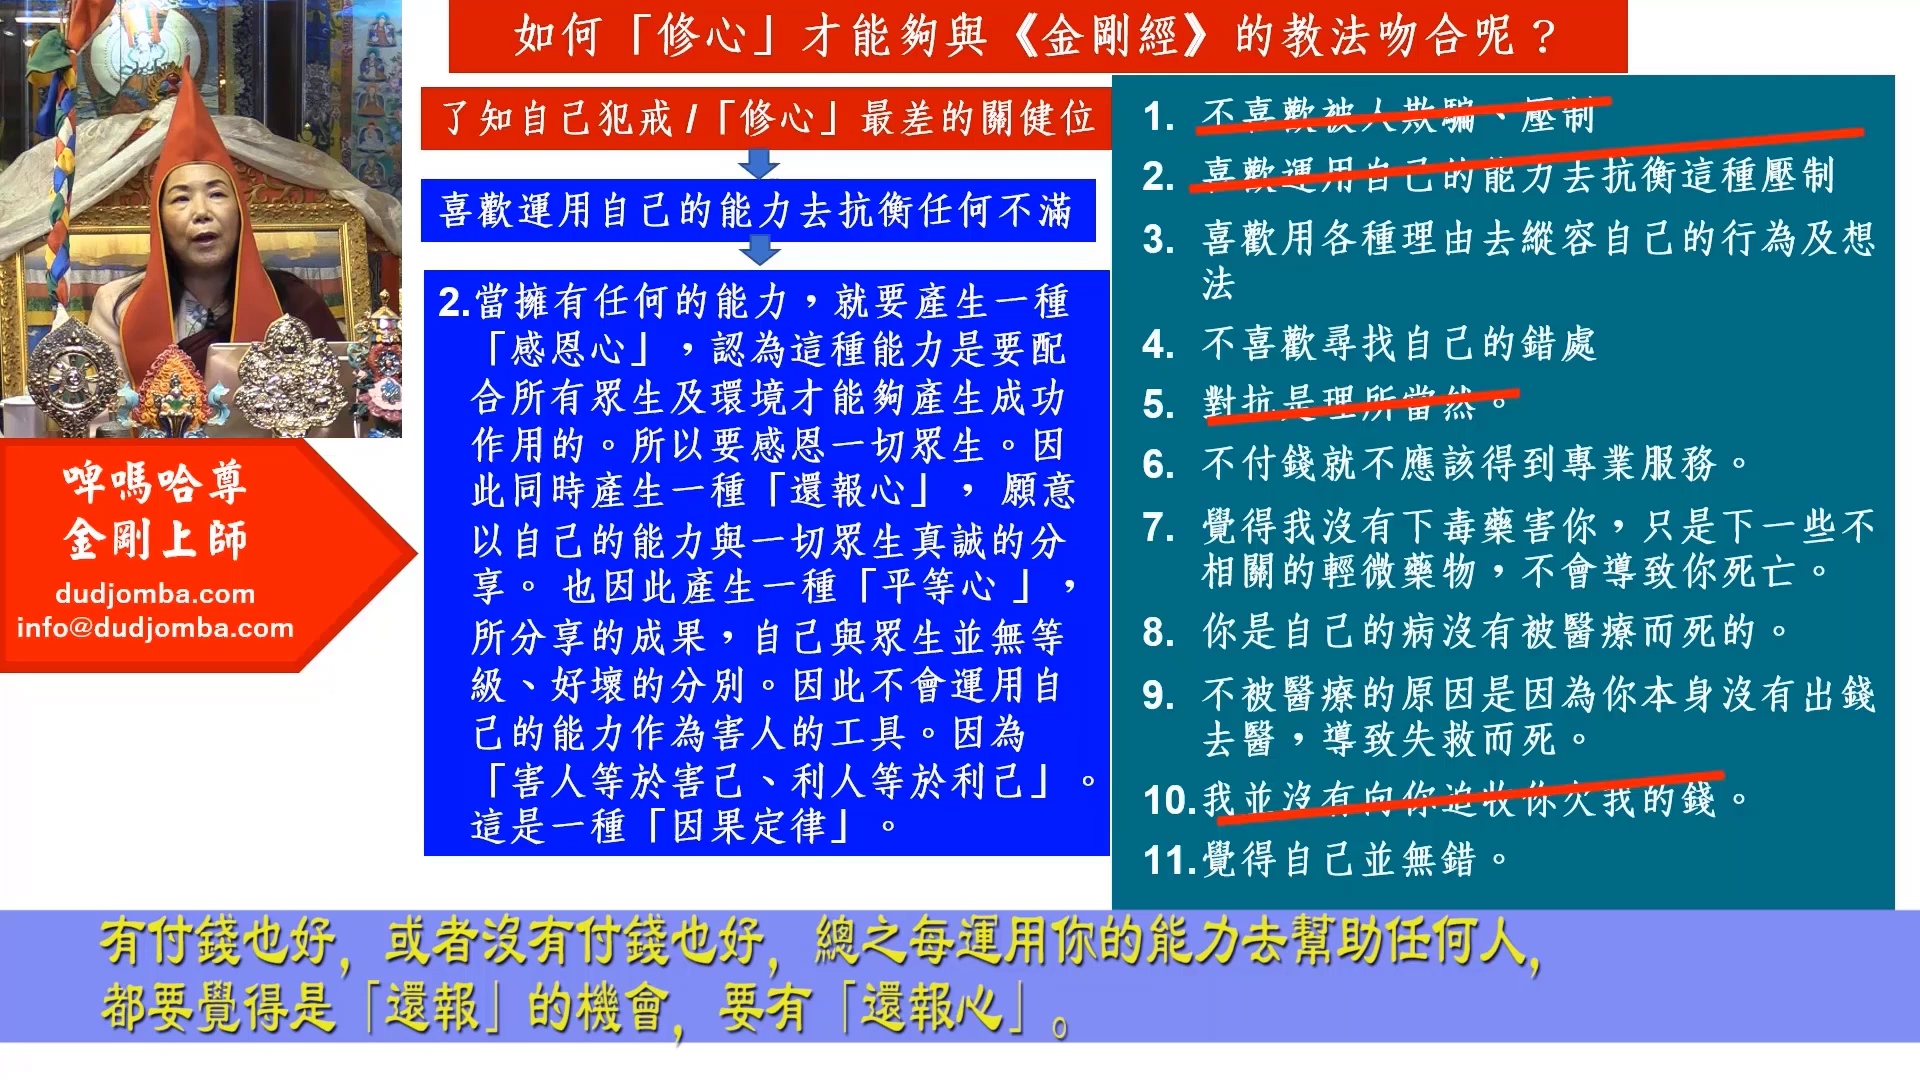 如何「修心」才能夠與《金剛經》的教法吻合呢？
了知自己犯戒 /「修心」最差的關健位
喜歡運用自己的能力去抗衡任何不滿
2.當擁有任何的能力，就要產生一種
「感恩心」，認為這種能力是要配
合所有眾生及環境才能夠產生成功
作用的。所以要感恩一切眾生。因
此同時產生一種「還報心」， 願意
以自己的能力與一切眾生真誠的分
享。 也因此產生一種「平等心 」，
所分享的成果，自己與眾生並無等
級、好壞的分別。因此不會運用自
己的能力作為害人的工具。因為
「害人等於害己、利人等於利己」。
這是一種「因果定律」。
1. 不喜歡被人欺騙、壓制
2. 喜歡運用自己的能力去抗衡這種壓制
3. 喜歡用各種理由去縱容自己的行為及想
法
4. 不喜歡尋找自己的錯處
5. 對抗是理所當然。
6. 不付錢就不應該得到專業服務。
7. 覺得我沒有下毒藥害你，只是下一些不
相關的輕微藥物，不會導致你死亡。
8. 你是自己的病沒有被醫療而死的。
9. 不被醫療的原因是因為你本身沒有出錢
去醫，導致失救而死。
10.我並沒有向你追收你欠我的錢。
11.覺得自己並無錯。
啤嗎哈尊
金剛上師
dudjomba.com
info@dudjomba.com
有付錢也好，或者沒有付錢也好，總之每運用你的能力去幫助任何人，
都要覺得是「還報」的機會，要有「還報心」。